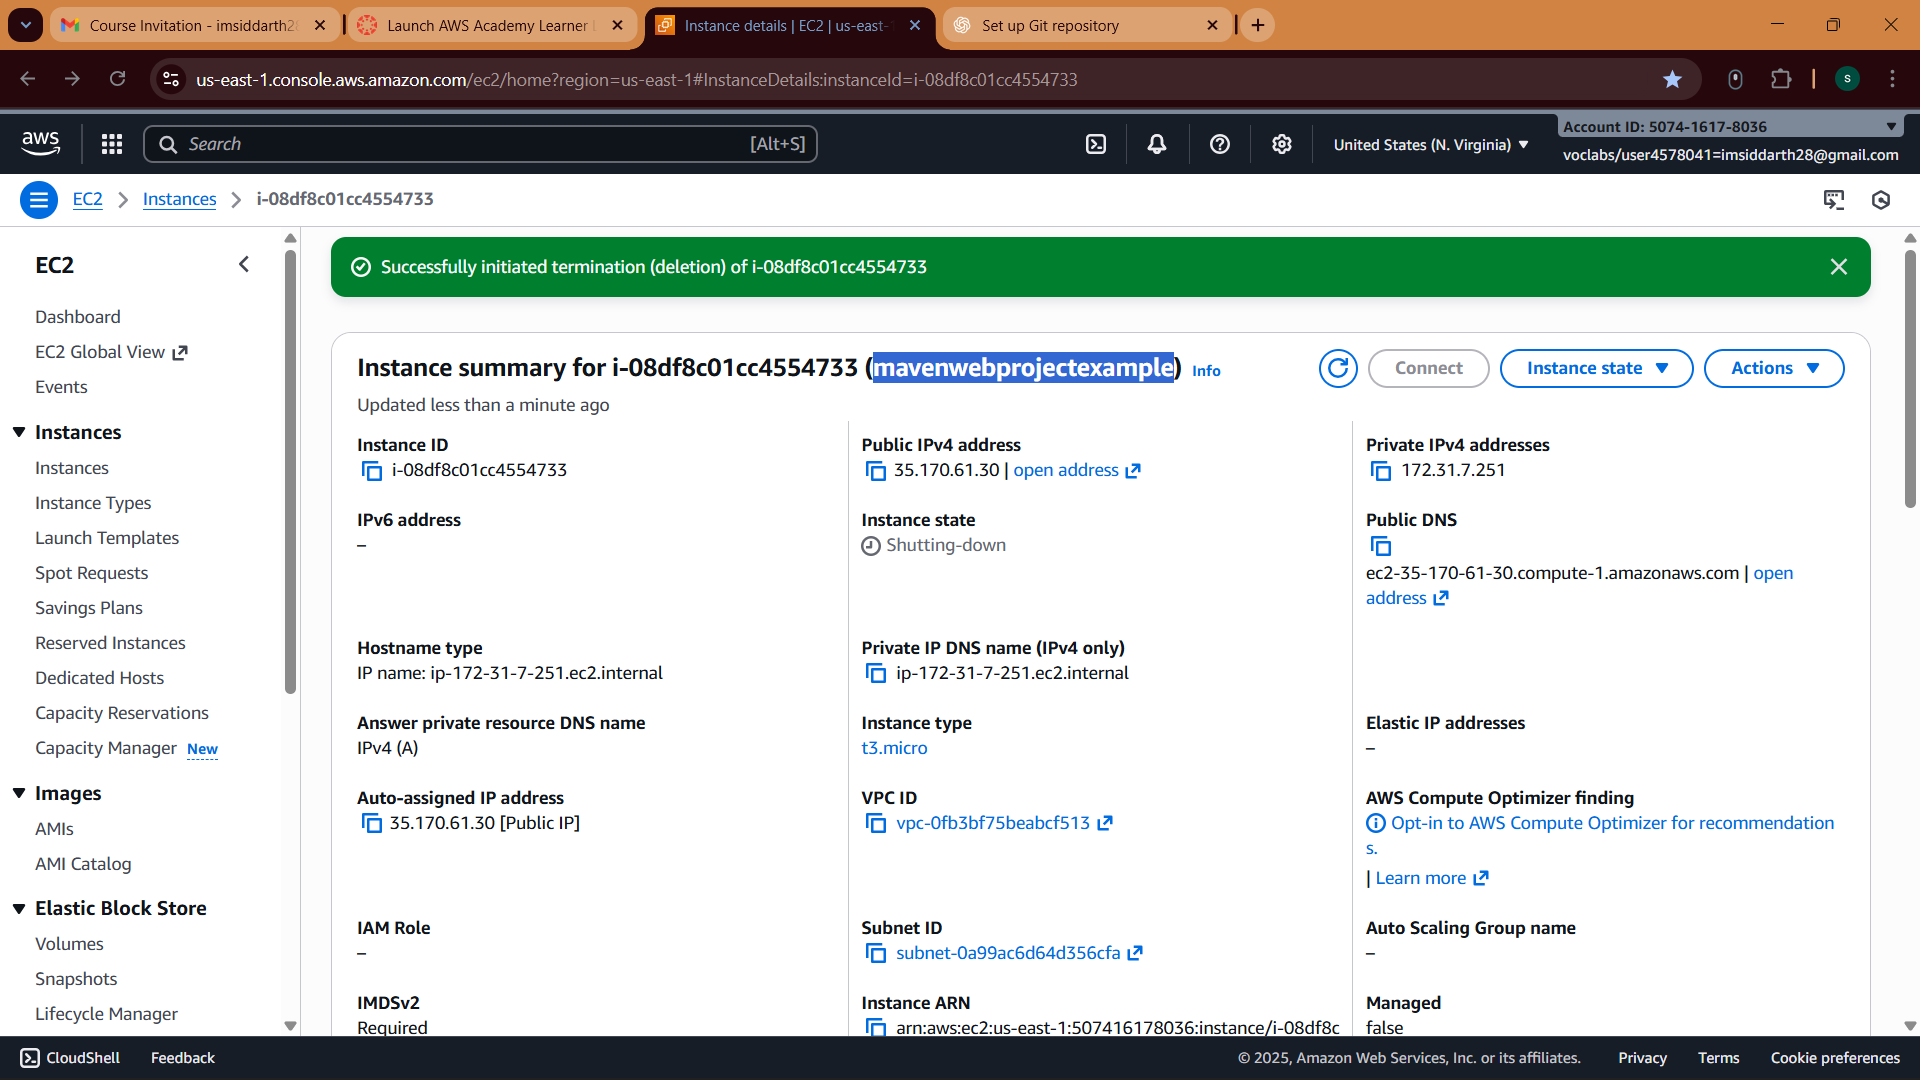 Course Invitation - imsiddarth28
Launch AWS Academy Learner L
Instance details | EC2 | us-east-1
Set up Git repository
us-east-1.console.aws.amazon.com/ec2/home?region=us-east-1#InstanceDetails:instanceId=i-08df8c01cc4554733
S
aws
Search
[Alt+S]
United States (N. Virginia)
Account ID: 5074-1617-8036
voclabs/user4578041=imsiddarth28@gmail.com
EC2
Instances
i-08df8c01cc4554733
EC2
Dashboard
EC2 Global View
Events
Instances
Instances
Instance Types
Launch Templates
Spot Requests
Savings Plans
Reserved Instances
Dedicated Hosts
Capacity Reservations
Capacity Manager New
Images
AMIs
AMI Catalog
Elastic Block Store
Volumes
Snapshots
Lifecycle Manager
Successfully initiated termination (deletion) of i-08df8c01cc4554733
Instance summary for i-08df8c01cc4554733 (mavenwebprojectexample) Info
Updated less than a minute ago
Connect
Instance state
Actions
Instance ID
i-08df8c01cc4554733
Public IPv4 address
35.170.61.30 | open address
Private IPv4 addresses
172.31.7.251
IPv6 address
–
Instance state
Shutting-down
Public DNS
ec2-35-170-61-30.compute-1.amazonaws.com | open
address
Hostname type
IP name: ip-172-31-7-251.ec2.internal
Private IP DNS name (IPv4 only)
ip-172-31-7-251.ec2.internal
Answer private resource DNS name
IPv4 (A)
Instance type
t3.micro
Elastic IP addresses
–
Auto-assigned IP address
35.170.61.30 [Public IP]
VPC ID
vpc-0fb3bf75beabcf513
AWS Compute Optimizer finding
Opt-in to AWS Compute Optimizer for recommendation
s.
| Learn more
IAM Role
–
Subnet ID
subnet-0a99ac6d64d356cfa
Auto Scaling Group name
–
IMDSv2
Required
Instance ARN
arn:aws:ec2:us-east-1:507416178036:instance/i-08df8c
Managed
false
CloudShell
Feedback
© 2025, Amazon Web Services, Inc. or its affiliates.
Privacy
Terms
Cookie preferences